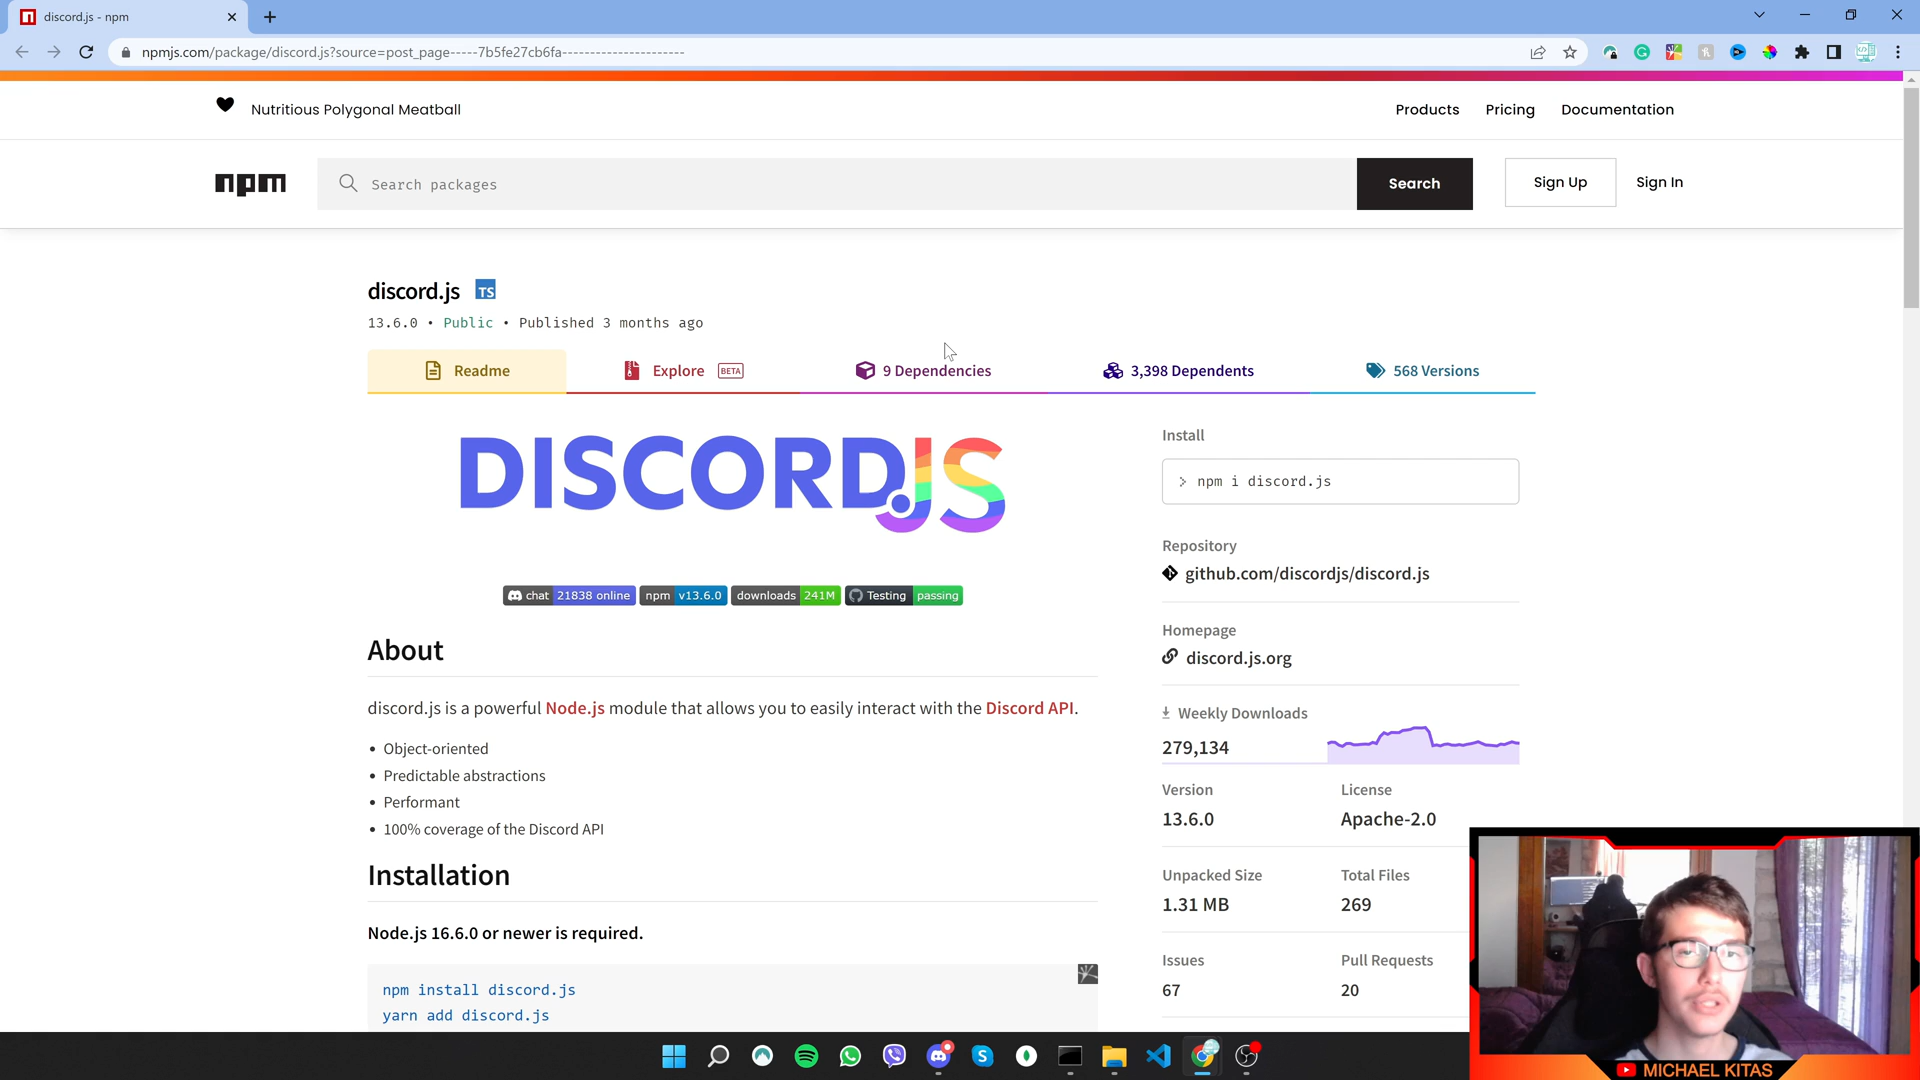 discord.js - npm
npmjs.com/package/discord.js?source=post_page-----7b5fe27cb6fa----------------------
Nutritious Polygonal Meatball
Products
Pricing
Documentation
npm
Search packages
Search
Sign Up
Sign In
discord.js TS
13.6.0 • Public • Published 3 months ago
Readme
Explore BETA
9 Dependencies
3,398 Dependents
568 Versions
DISCORD.JS
Install
> npm i discord.js
Repository
github.com/discordjs/discord.js
chat 21838 online
npm v13.6.0
downloads 241M
Testing passing
Homepage
discord.js.org
About
discord.js is a powerful Node.js module that allows you to easily interact with the Discord API.
• Object-oriented
• Predictable abstractions
• Performant
• 100% coverage of the Discord API
Weekly Downloads
279,134
Version
License
13.6.0
Apache-2.0
Unpacked Size
Total Files
1.31 MB
269
Issues
Pull Requests
67
20
Installation
Node.js 16.6.0 or newer is required.
npm install discord.js
yarn add discord.js
MICHAEL KITAS